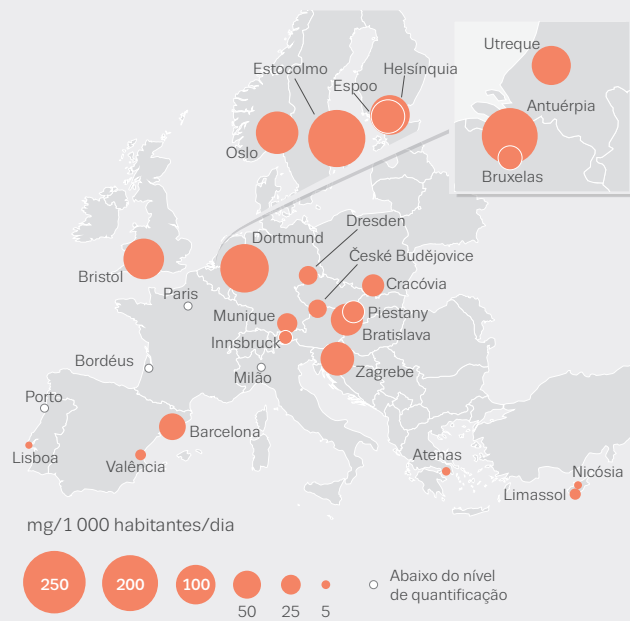 Utreque
Estocolmo
Helsínquia
Espoo
Antuérpia
Oslo
Bruxelas
Dresden
Dortmund
České Budějovice
Bristol
Cracóvia
Paris
Munique
Piestany
Bratislava
Innsbruck
Bordéus
Milão
Zagrebe
Porto
Barcelona
Lisboa
Valência
Atenas
Nicósia
Limassol
mg/1 000 habitantes/dia
250
200
100
50
25
5
Abaixo do nível
de quantificação